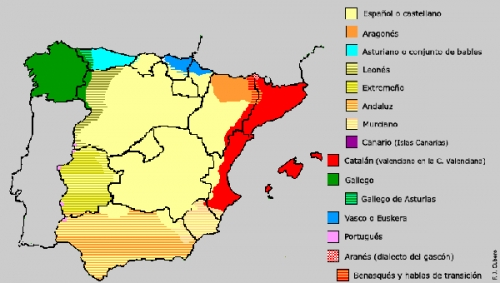 Español o castellano
Aragonés
Asturiano o conjunto de bables
Leonés
Extremeño
Andaluz
Murciano
Canario (Islas Canarias)
Catalán (Valenciano en la C. Valenciana)
Gallego
Gallego de Asturias
Vasco o Euskera
Portugués
Aranés (dialecto del gascón)
Benasqués y hablas de transición
F. J. Cubero